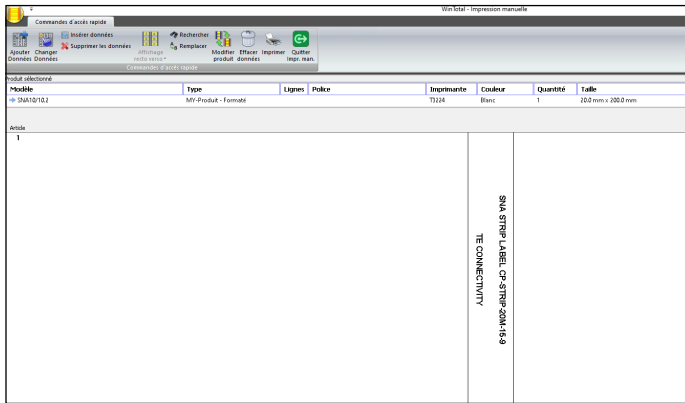 WinTotal - Impression manuelle
Commandes d'accès rapide
Ajouter Données
Changer Données
Insérer données
Supprimer les données
Affichage recto verso
Rechercher
Remplacer
Modifier produit
Effacer données
Imprimer
Quitter Impr. man.
Commandes d'accès rapide
Produit sélectionné
Modèle Type Lignes Police Imprimante Couleur Quantité Taille
SNA10/10.2 MY-Produit - Formaté T3224 Blanc 1 20.0 mm x 200.0 mm
Article
1
SNA STRIP LABEL CP-STRIP-20M-15-9
TE CONNECTIVITY